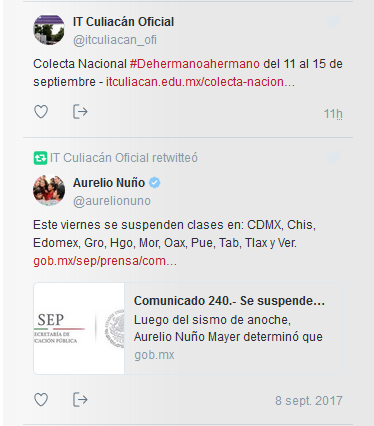 IT Culiacán Oficial
@itculiacan_ofi
Colecta Nacional #Dehermanoahermano del 11 al 15 de
septiembre - itculiacan.edu.mx/colecta-nacion…
11h
IT Culiacán Oficial retwitteó
Aurelio Nuño
@aurelionuno
Este viernes se suspenden clases en: CDMX, Chis,
Edomex, Gro, Hgo, Mor, Oax, Pue, Tab, Tlax y Ver.
gob.mx/sep/prensa/com…
SEP
SECRETARÍA DE
EDUCACIÓN PÚBLICA
Comunicado 240.- Se suspende…
Luego del sismo de anoche,
Aurelio Nuño Mayer determinó que
gob.mx
8 sept. 2017